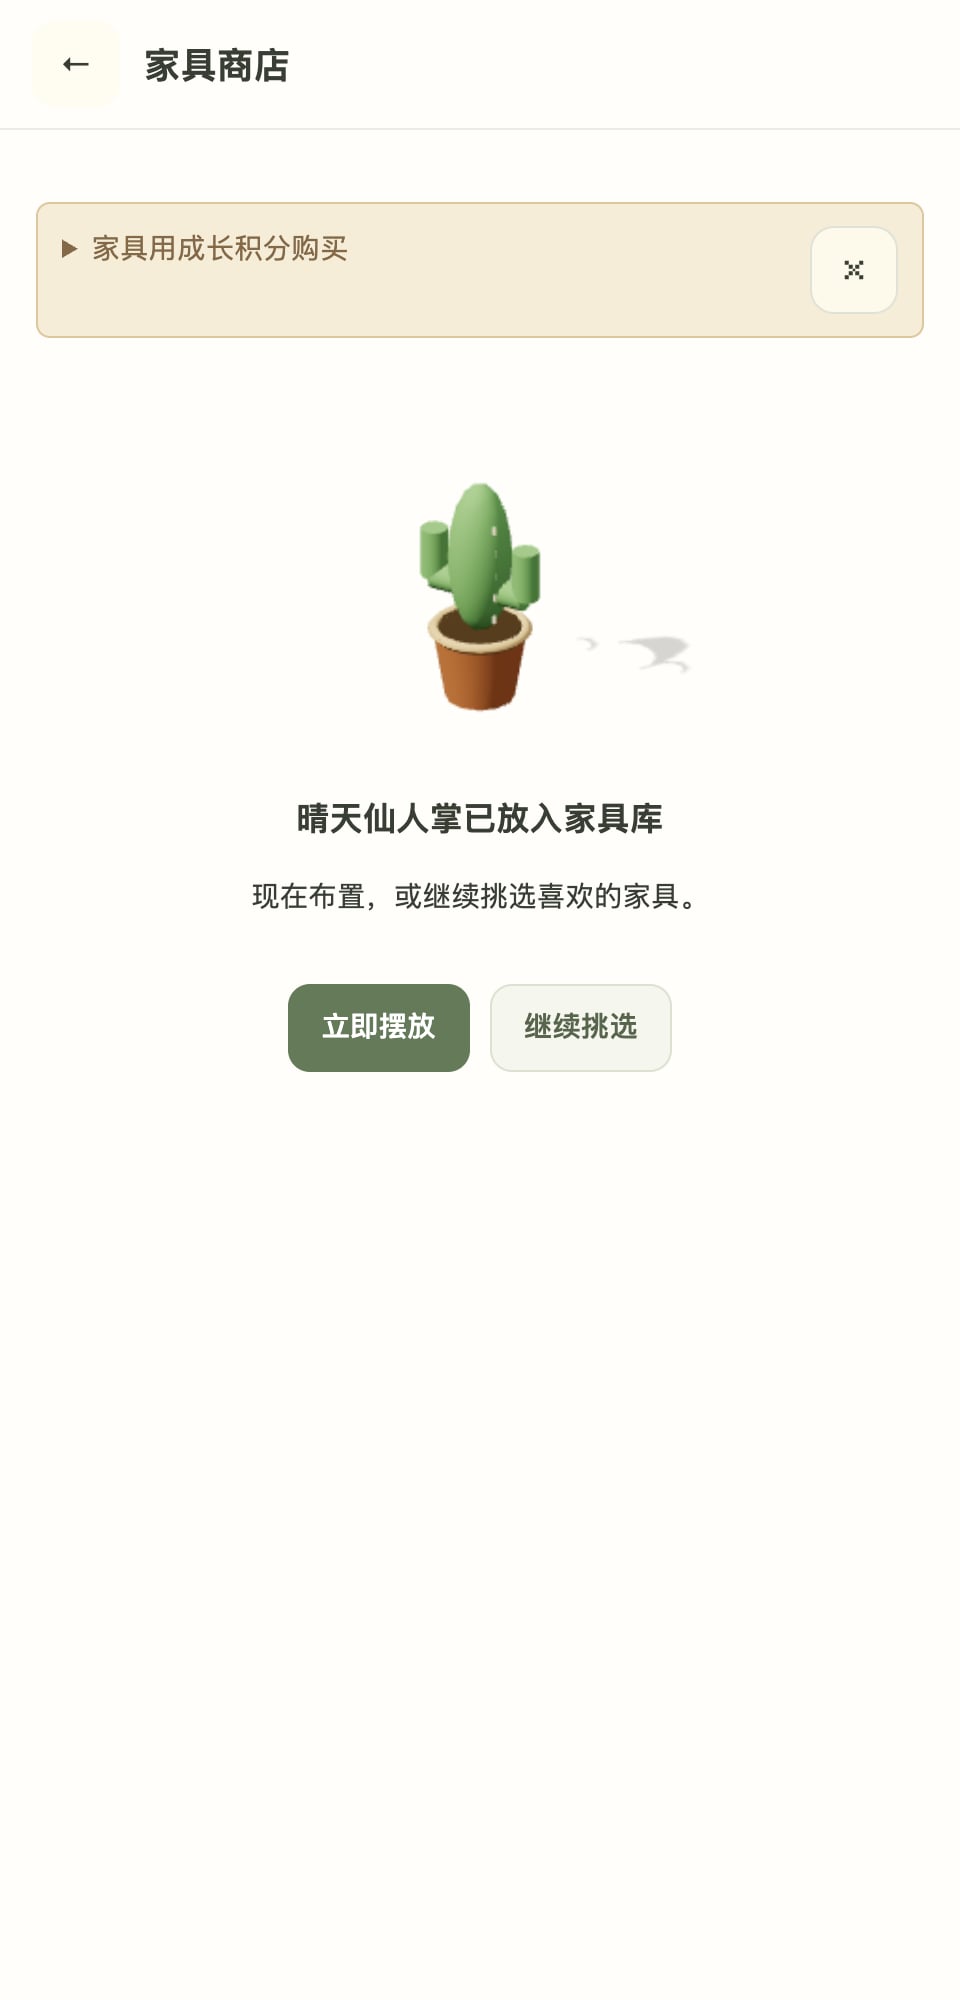 ← 家具商店
▶ 家具用成长积分购买
×
晴天仙人掌已放入家具库
现在布置，或继续挑选喜欢的家具。
立即摆放
继续挑选